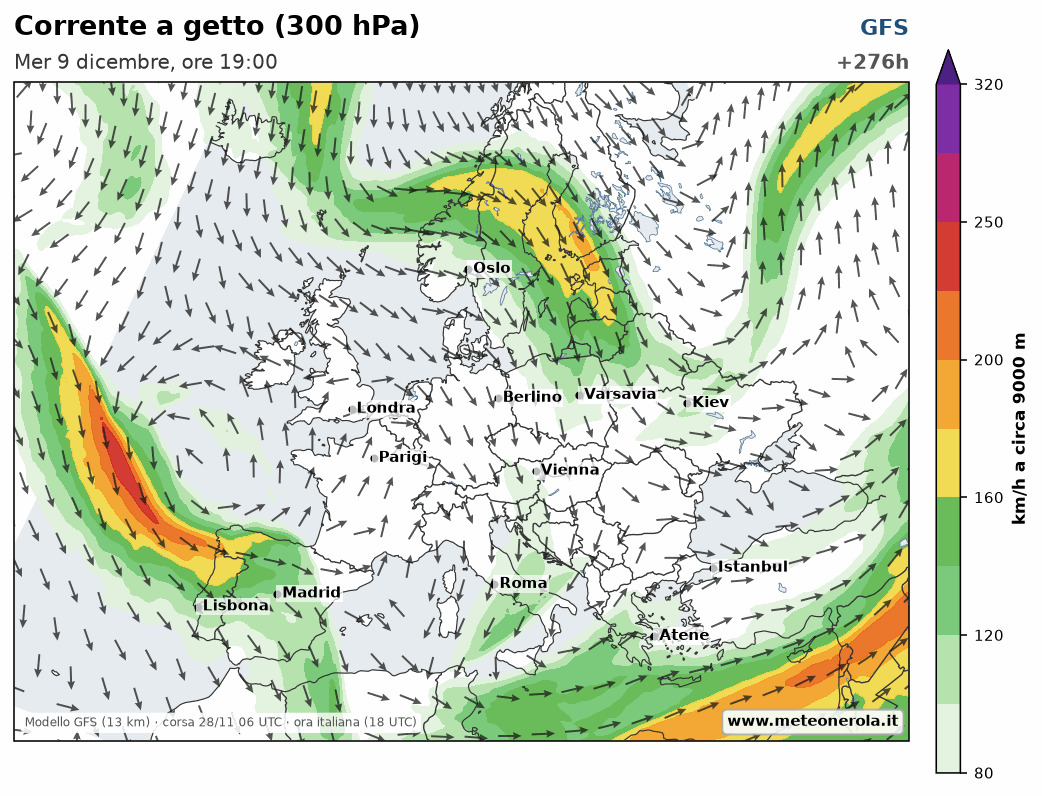 Corrente a getto (300 hPa)
GFS
Mer 9 dicembre, ore 19:00
+276h
320
250
200
160
120
80
km/h a circa 9000 m
Oslo
Berlino
Varsavia
Kiev
Londra
Parigi
Vienna
Istanbul
Roma
Madrid
Lisbona
Atene
Modello GFS (13 km) · corsa 28/11 06 UTC · ora italiana (18 UTC)
www.meteonerola.it